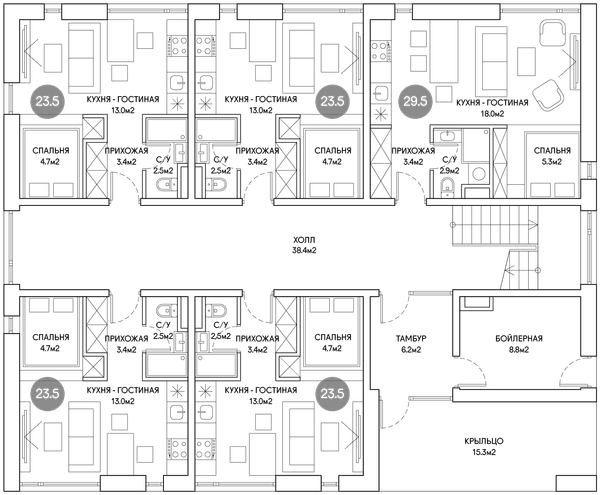 23.5
КУХНЯ - ГОСТИНАЯ
13.0м2
КУХНЯ - ГОСТИНАЯ
13.0м2
23.5
29.5
КУХНЯ - ГОСТИНАЯ
18.0м2
СПАЛЬНЯ
4.7м2
ПРИХОЖАЯ
3.4м2
С/У
2.5м2
С/У
2.5м2
ПРИХОЖАЯ
3.4м2
СПАЛЬНЯ
4.7м2
ПРИХОЖАЯ
3.4м2
С/У
2.9м2
СПАЛЬНЯ
5.3м2
ХОЛЛ
38.4м2
СПАЛЬНЯ
4.7м2
ПРИХОЖАЯ
3.4м2
С/У
2.5м2
С/У
2.5м2
ПРИХОЖАЯ
3.4м2
СПАЛЬНЯ
4.7м2
ТАМБУР
6.2м2
БОЙЛЕРНАЯ
8.8м2
23.5
КУХНЯ - ГОСТИНАЯ
13.0м2
КУХНЯ - ГОСТИНАЯ
13.0м2
23.5
КРЫЛЬЦО
15.3м2